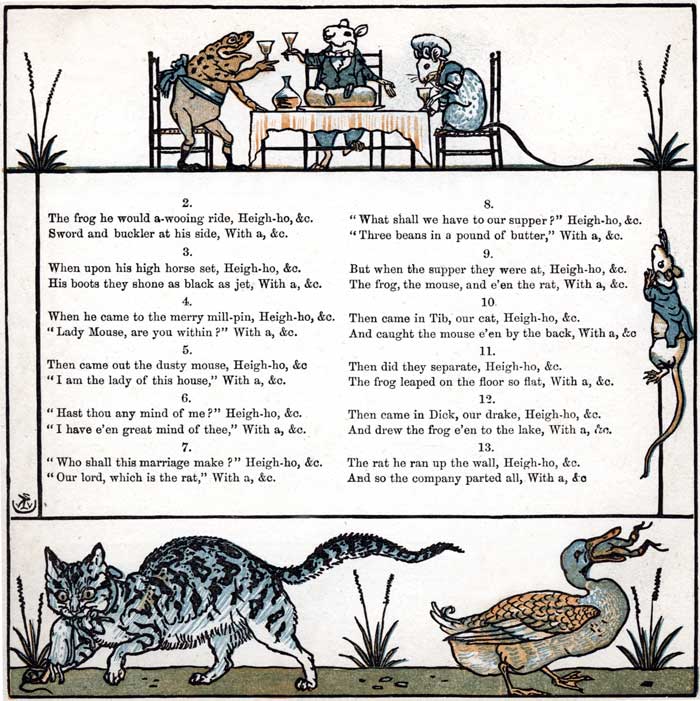 2.
The frog he would a-wooing ride, Heigh-ho, &c.
Sword and buckler at his side, With a, &c.
3.
When upon his high horse set, Heigh-ho, &c.
His boots they shone as black as jet, With a, &c.
4.
When he came to the merry mill-pin, Heigh-ho, &c.
"Lady Mouse, are you within?" With a, &c.
5.
Then came out the dusty mouse, Heigh-ho, &c
"I am the lady of this house," With a, &c.
6.
"Hast thou any mind of me?" Heigh-ho, &c.
"I have e'en great mind of thee," With a, &c.
7.
"Who shall this marriage make?" Heigh-ho, &c.
"Our lord, which is the rat," With a, &c.
8.
"What shall we have to our supper?" Heigh-ho, &c.
"Three beans in a pound of butter," With a, &c.
9.
But when the supper they were at, Heigh-ho, &c.
The frog, the mouse, and e'en the rat, With a, &c.
10.
Then came in Tib, our cat, Heigh-ho, &c.
And caught the mouse e'en by the back, With a, &c
11.
Then did they separate, Heigh-ho, &c.
The frog leaped on the floor so flat, With a, &c.
12.
Then came in Dick, our drake, Heigh-ho, &c.
And drew the frog e'en to the lake, With a, &c.
13.
The rat he ran up the wall, Heigh-ho, &c.
And so the company parted all, With a, &c